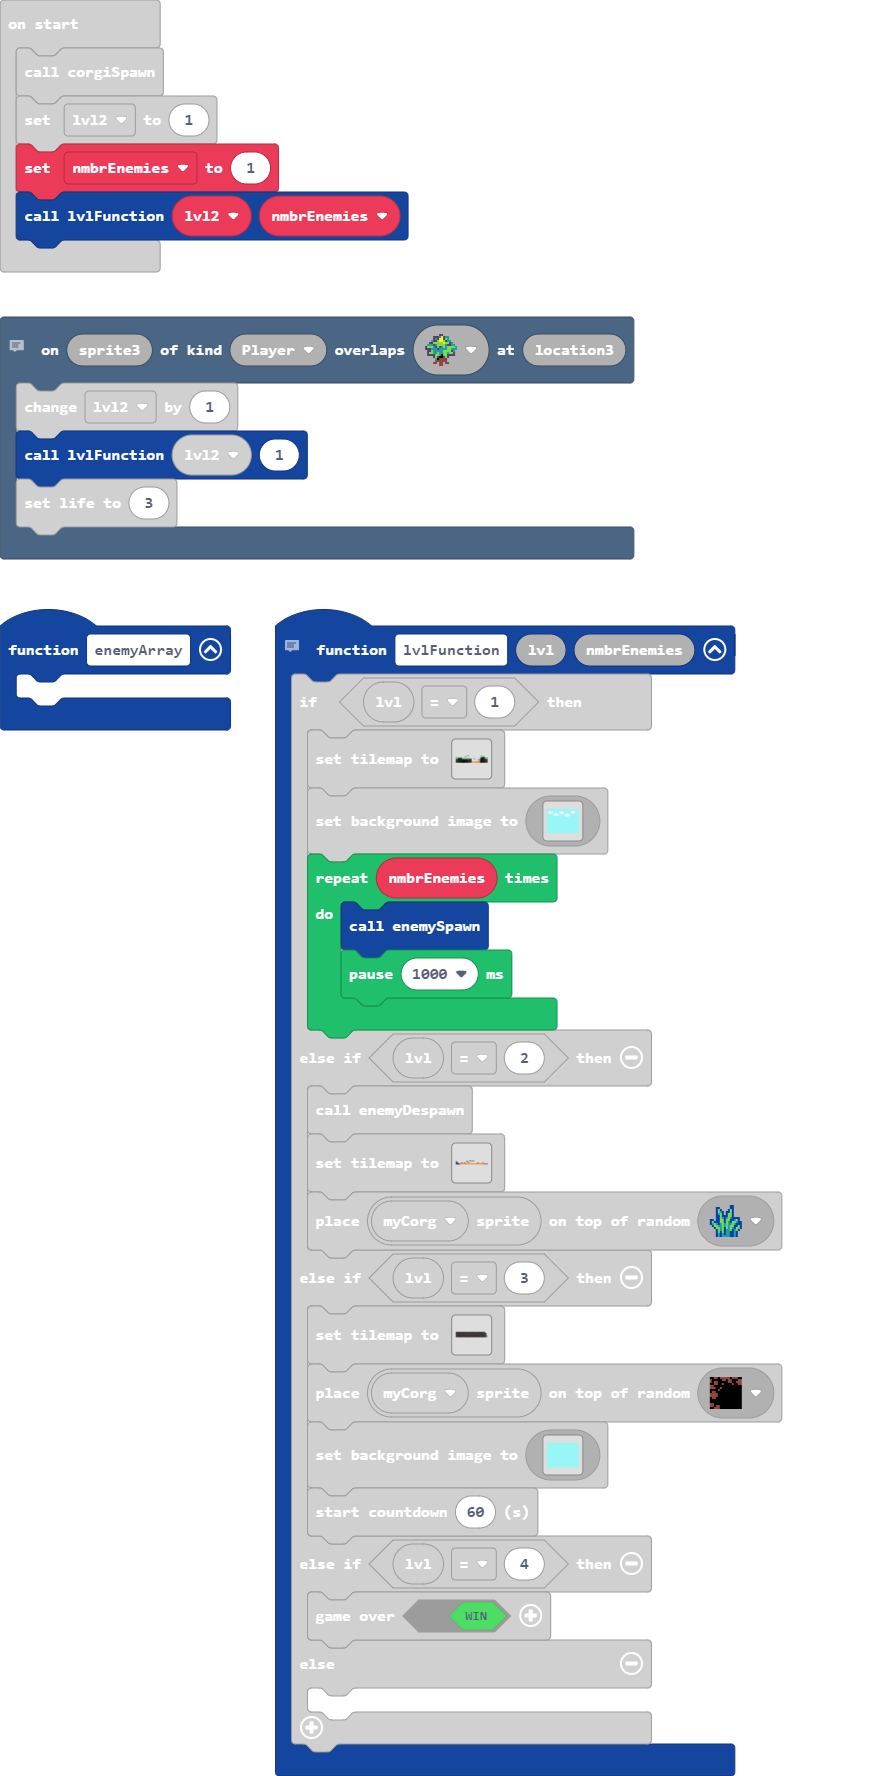 on start
call corgiSpawn
set lvl2 to 1
set nmbrEnemies to 1
call lvlFunction lvl2 nmbrEnemies
on sprite3 of kind Player overlaps at location3
change lvl2 by 1
call lvlFunction lvl2 1
set life to 3
function enemyArray
function lvlFunction lvl nmbrEnemies
if lvl = 1 then
set tilemap to
set background image to
repeat nmbrEnemies times
do
call enemySpawn
pause 1000 ms
else if lvl = 2 then
call enemyDespawn
set tilemap to
place myCorg sprite on top of random
else if lvl = 3 then
set tilemap to
place myCorg sprite on top of random
set background image to
start countdown 60 (s)
else if lvl = 4 then
game over WIN
else